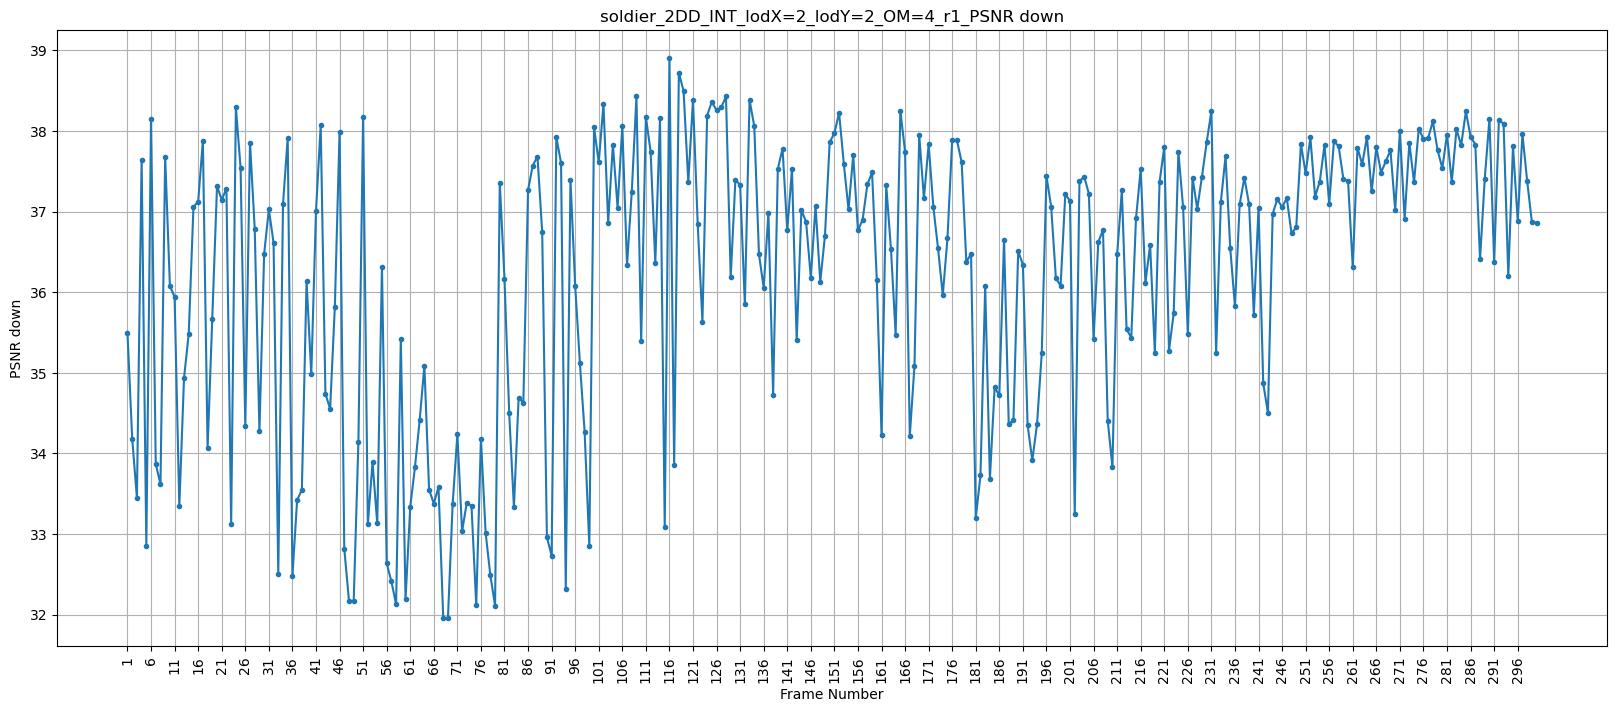 soldier_2DD_INT_lodX=2_lodY=2_OM=4_r1_PSNR down
39
38
37
36
35
34
33
32
PSNR down
1 6 11 16 21 26 31 36 41 46 51 56 61 66 71 76 81 86 91 96 101 106 111 116 121 126 131 136 141 146 151 156 161 166 171 176 181 186 191 196 201 206 211 216 221 226 231 236 241 246 251 256 261 266 271 276 281 286 291 296
Frame Number